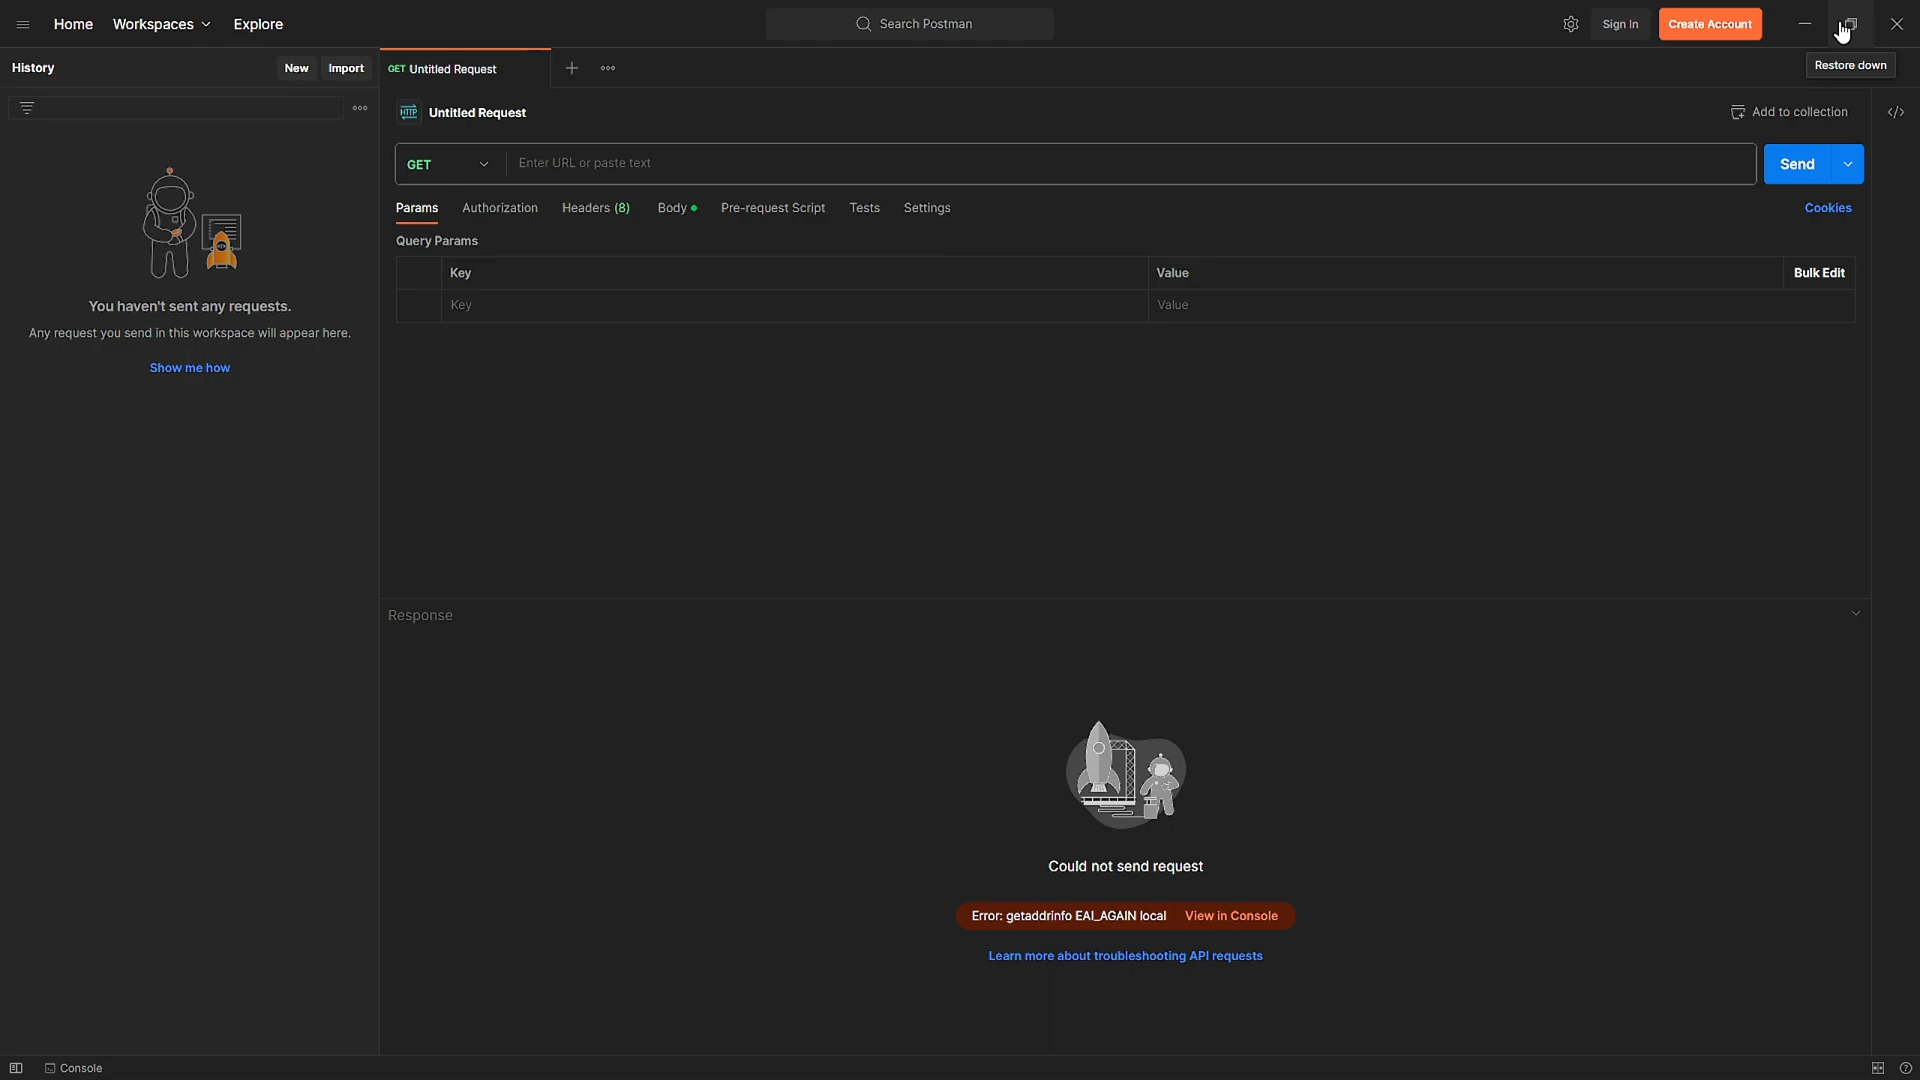 Home
Workspaces
Explore
Search Postman
Sign In
Create Account
Restore down
History
New
Import
GET Untitled Request
HTTP
Untitled Request
Add to collection
GET
Enter URL or paste text
Send
Params
Authorization
Headers (8)
Body
Pre-request Script
Tests
Settings
Cookies
Query Params
Key
Value
Bulk Edit
Key
Value
You haven't sent any requests.
Any request you send in this workspace will appear here.
Show me how
Response
Could not send request
Error: getaddrinfo EAI_AGAIN local
View in Console
Learn more about troubleshooting API requests
Console